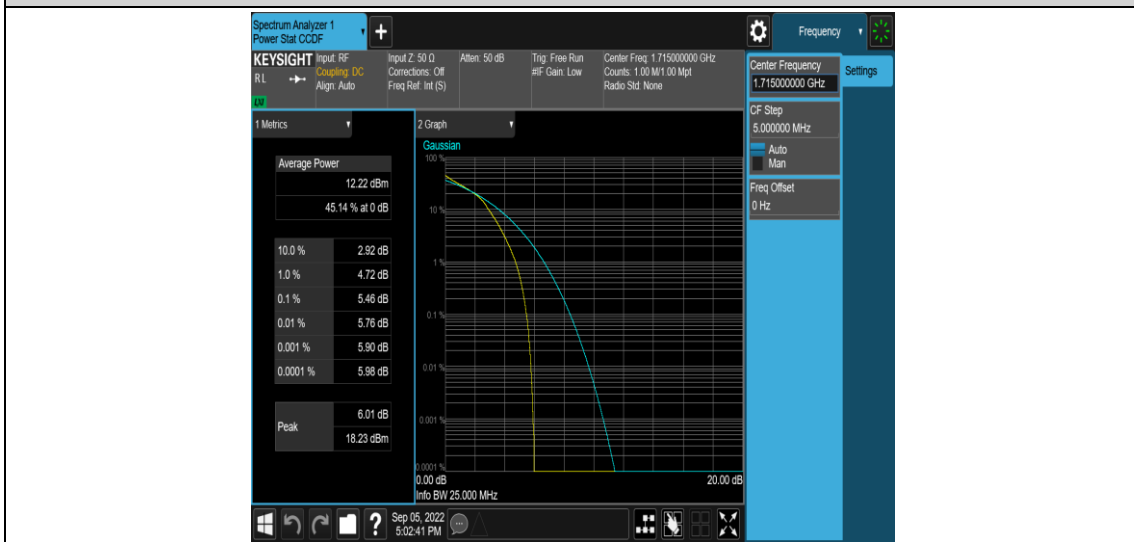 Spectrum Analyzer 1
Power Stat CCDF
+
Frequency
KEYSIGHT
RL
LXI
Input: RF
Coupling: DC
Align: Auto
Input Z: 50 Ω
Corrections: Off
Freq Ref: Int (S)
Atten: 50 dB
Trig: Free Run
#IF Gain: Low
Center Freq: 1.715000000 GHz
Counts: 1.00 M/1.00 Mpt
Radio Std: None
Center Frequency
1.715000000 GHz
Settings
CF Step
5.000000 MHz
Auto
Man
Freq Offset
0 Hz
1 Metrics
Average Power
12.22 dBm
45.14 % at 0 dB
10.0 % 2.92 dB
1.0 % 4.72 dB
0.1 % 5.46 dB
0.01 % 5.76 dB
0.001 % 5.90 dB
0.0001 % 5.98 dB
Peak
6.01 dB
18.23 dBm
2 Graph
Gaussian
100 %
10 %
1 %
0.1 %
0.01 %
0.001 %
0.0001 %
0.00 dB 20.00 dB
Info BW 25.000 MHz
?
Sep 05, 2022
5:02:41 PM